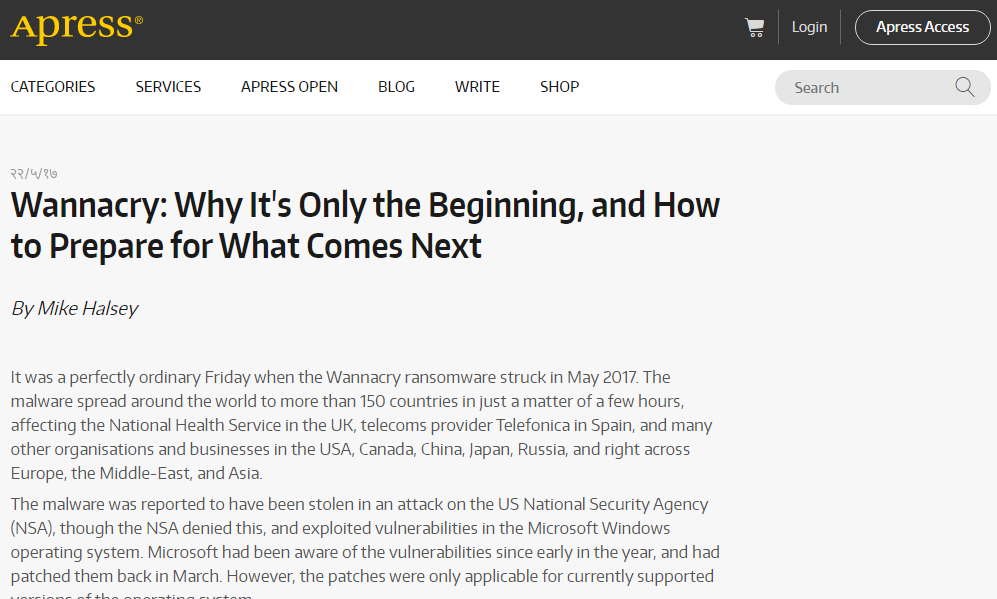 Apress®
Login
Apress Access
CATEGORIES SERVICES APRESS OPEN BLOG WRITE SHOP
Search
२२/५/१७
Wannacry: Why It's Only the Beginning, and How
to Prepare for What Comes Next
By Mike Halsey
It was a perfectly ordinary Friday when the Wannacry ransomware struck in May 2017. The
malware spread around the world to more than 150 countries in just a matter of a few hours,
affecting the National Health Service in the UK, telecoms provider Telefonica in Spain, and many
other organisations and businesses in the USA, Canada, China, Japan, Russia, and right across
Europe, the Middle-East, and Asia.
The malware was reported to have been stolen in an attack on the US National Security Agency
(NSA), though the NSA denied this, and exploited vulnerabilities in the Microsoft Windows
operating system. Microsoft had been aware of the vulnerabilities since early in the year, and had
patched them back in March. However, the patches were only applicable for currently supported
versions of the operating system.